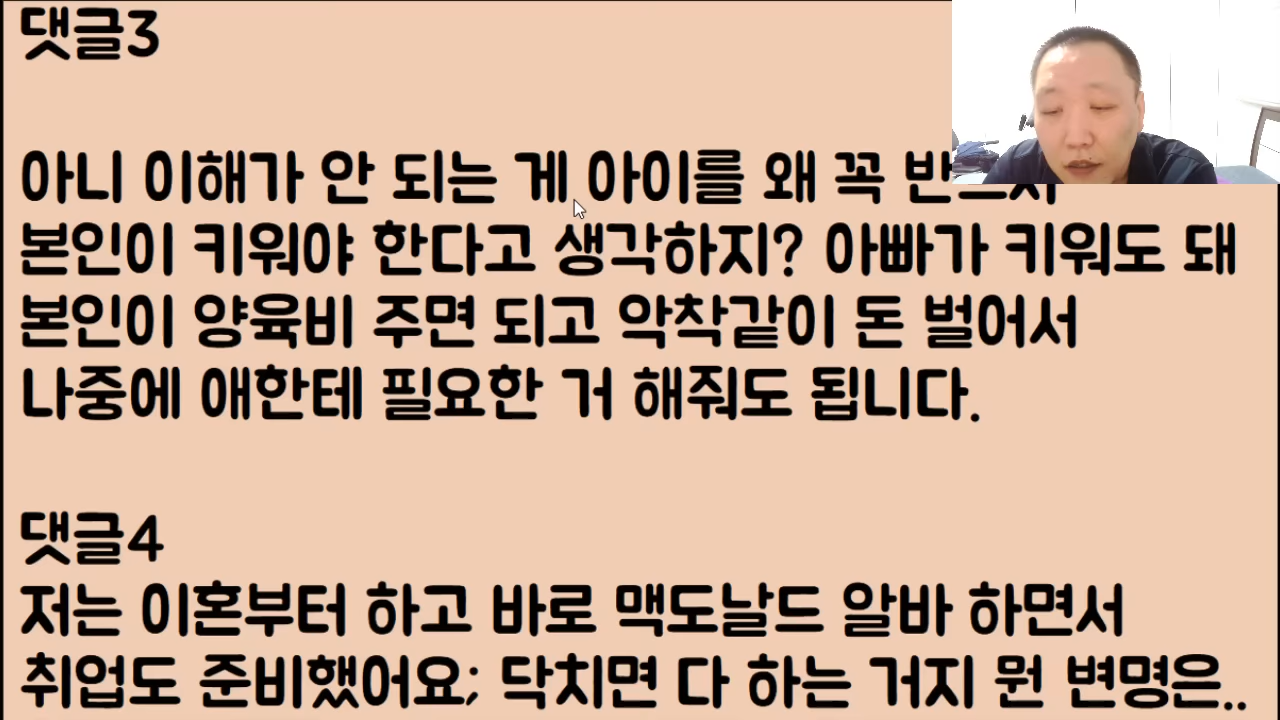 댓글3
아니 이해가 안 되는 게 아이를 왜 꼭
본인이 키워야 한다고 생각하지? 아빠가 키워도 돼
본인이 양육비 주면 되고 악착같이 돈 벌어서
나중에 애한테 필요한 거 해줘도 됩니다.
댓글4
저는 이혼부터 하고 바로 맥도날드 알바 하면서
취업도 준비했어요; 닥치면 다 하는 거지 뭔 변명은..